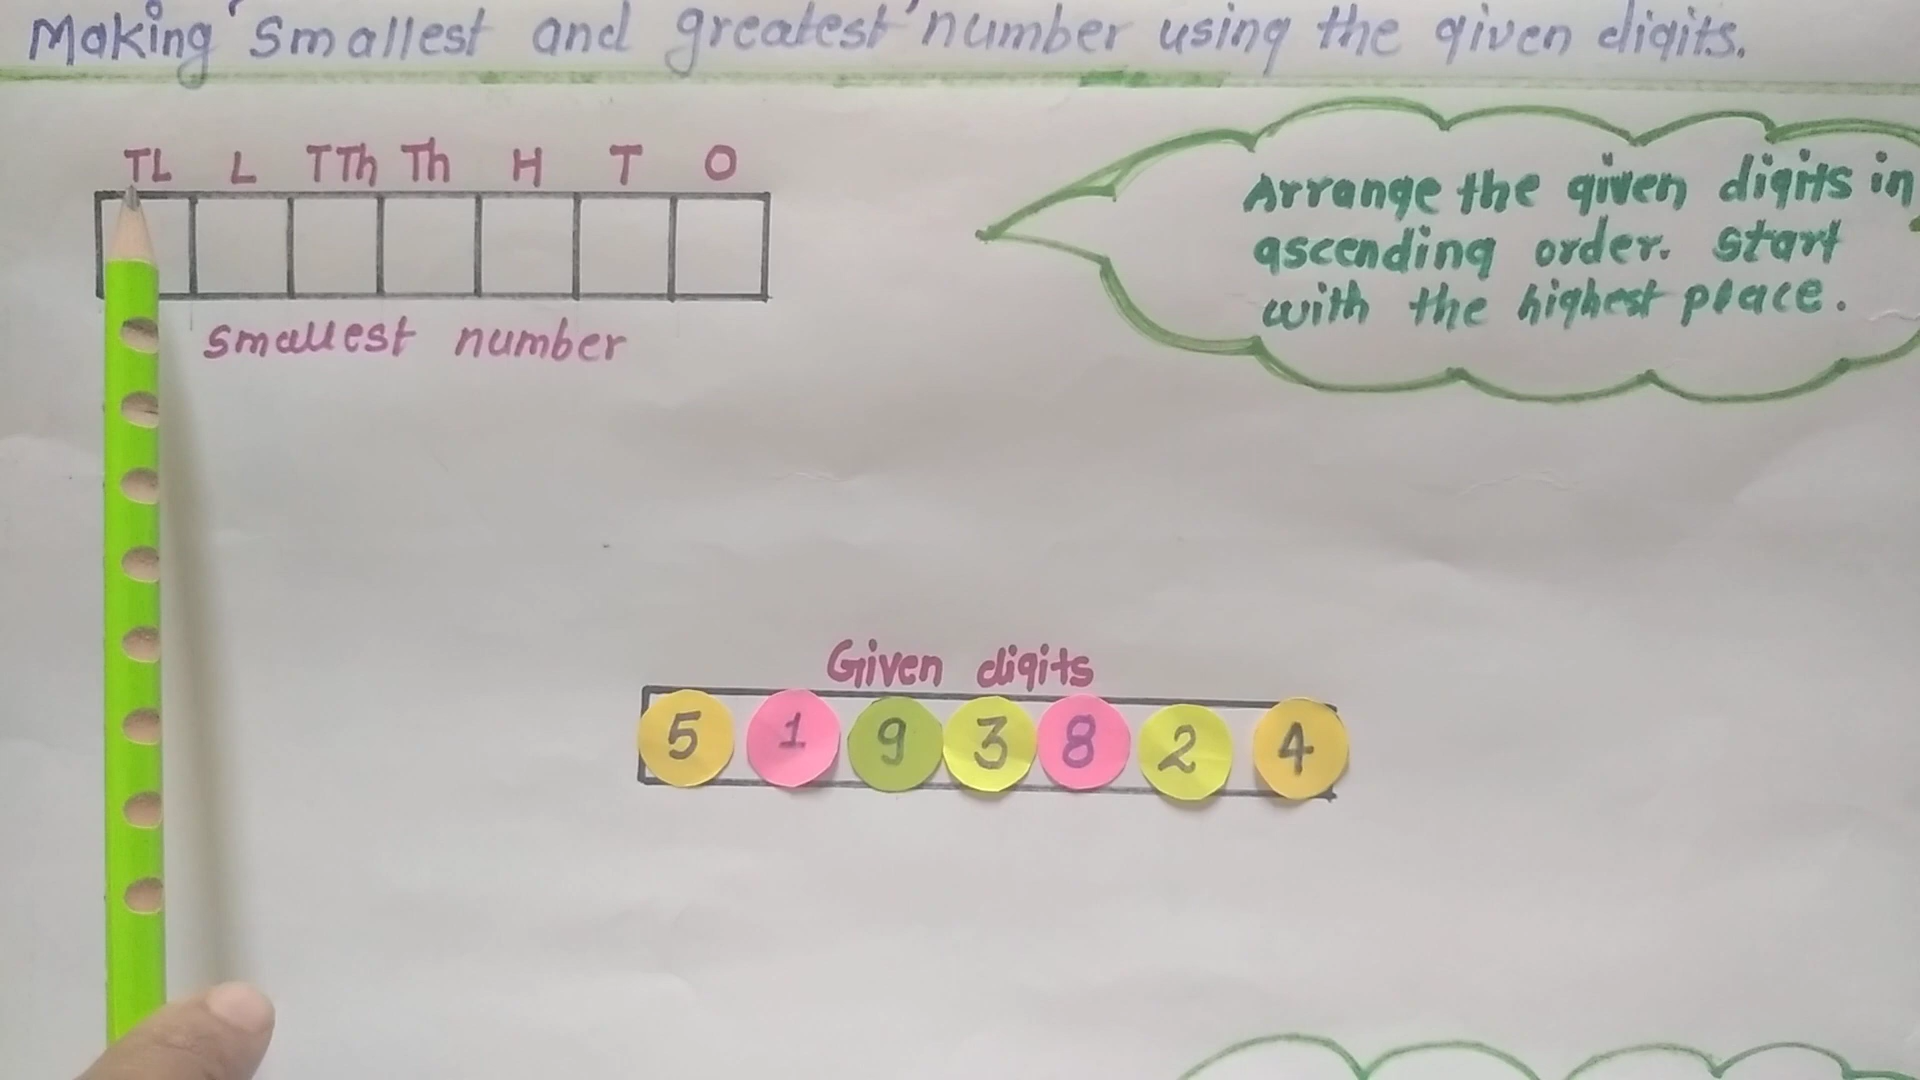 Making smallest and greatest number using the given digits.
TL L TTh Th H T O
smallest number
Arrange the given digits in
ascending order. start
with the highest place.
Given digits
5 1 9 3 8 2 4